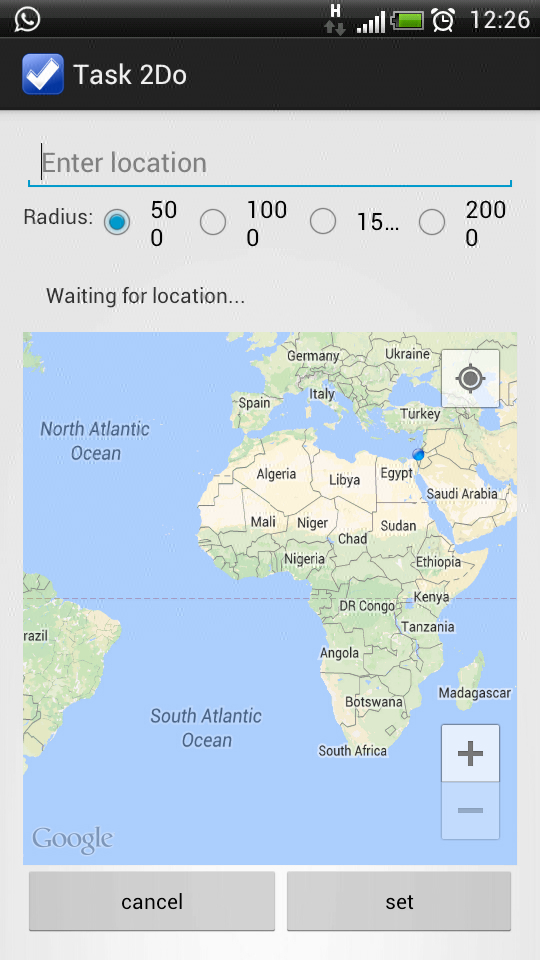 H
12:26
Task 2Do
Enter location
Radius:
50
0
100
0
15...
200
0
Waiting for location...
Germany
Ukraine
Italy
Spain
Turkey
North Atlantic
Ocean
Algeria
Libya
Egypt
Saudi Arabia
Mali
Niger
Sudan
Chad
Nigeria
Ethiopia
Kenya
DR Congo
razil
Tanzania
Angola
Madagascar
Botswana
South Atlantic
Ocean
South Africa
Google
cancel
set